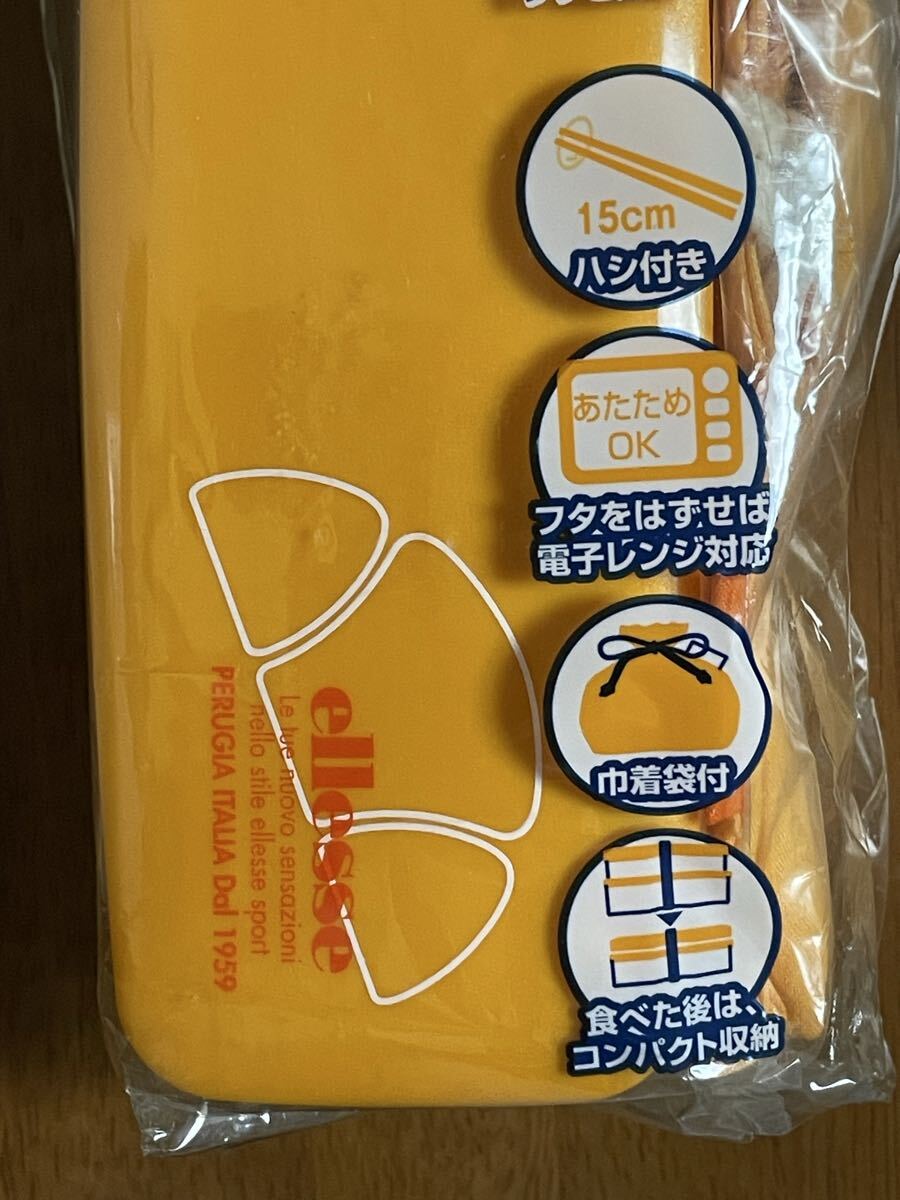 15cm
ハシ付き
あたため
OK
フタをはずせば
電子レンジ対応
巾着袋付
食べた後は、
コンパクト収納
ellesse
Le tue nuovo sensazioni
nello stile ellesse sport
PERUGIA ITALIA Dal 1959